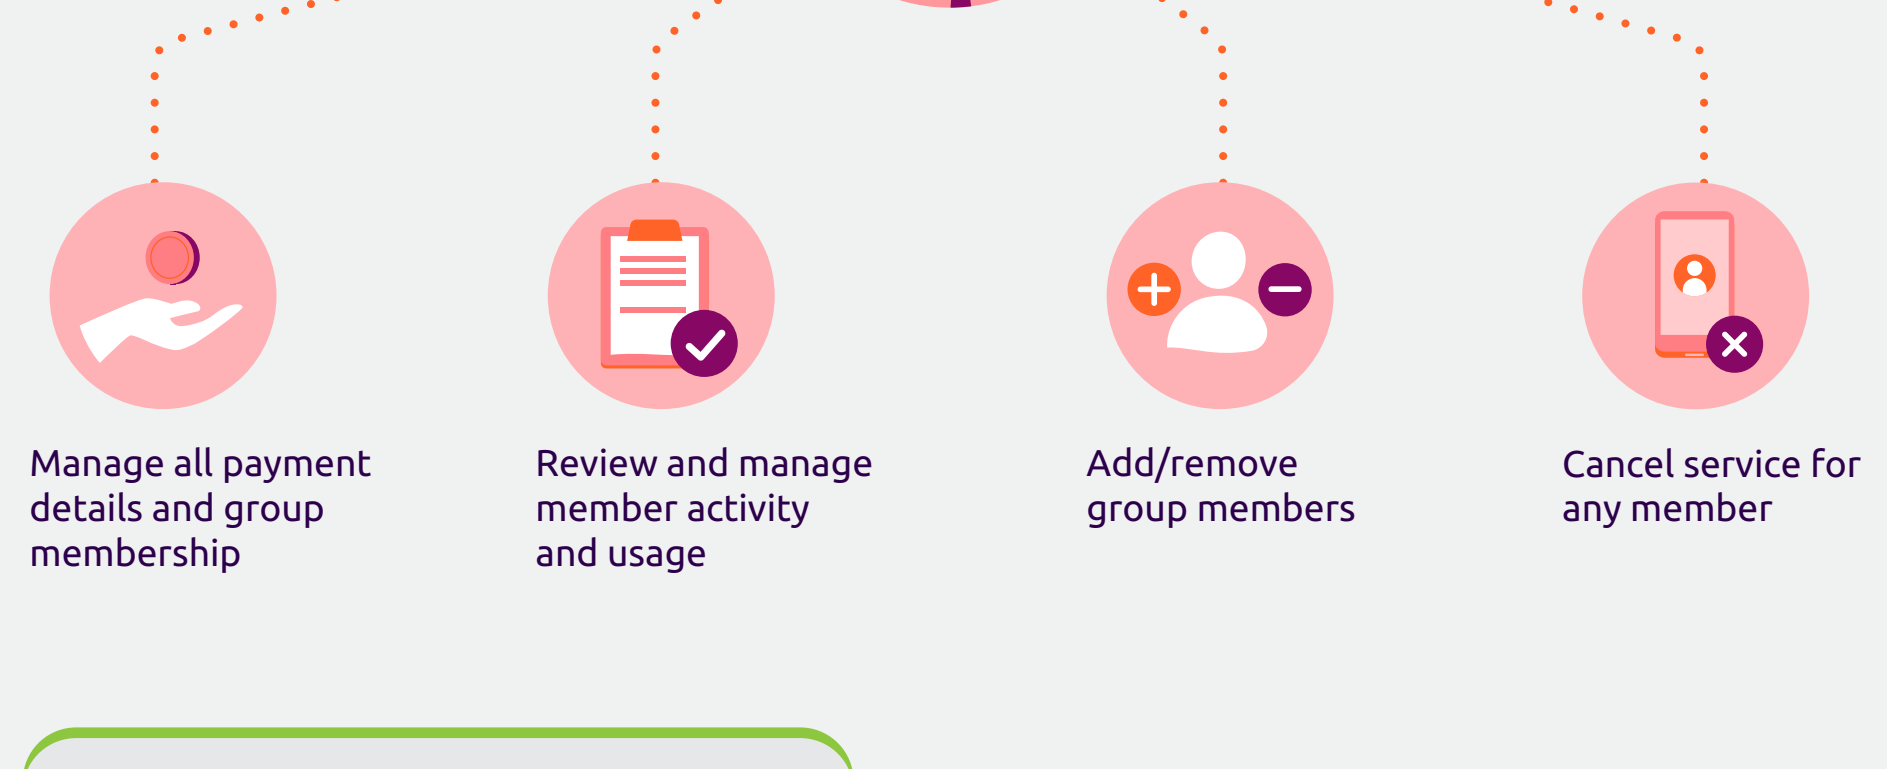 Manage all payment
details and group
membership
Review and manage
member activity
and usage
Add/remove
group members
Cancel service for
any member